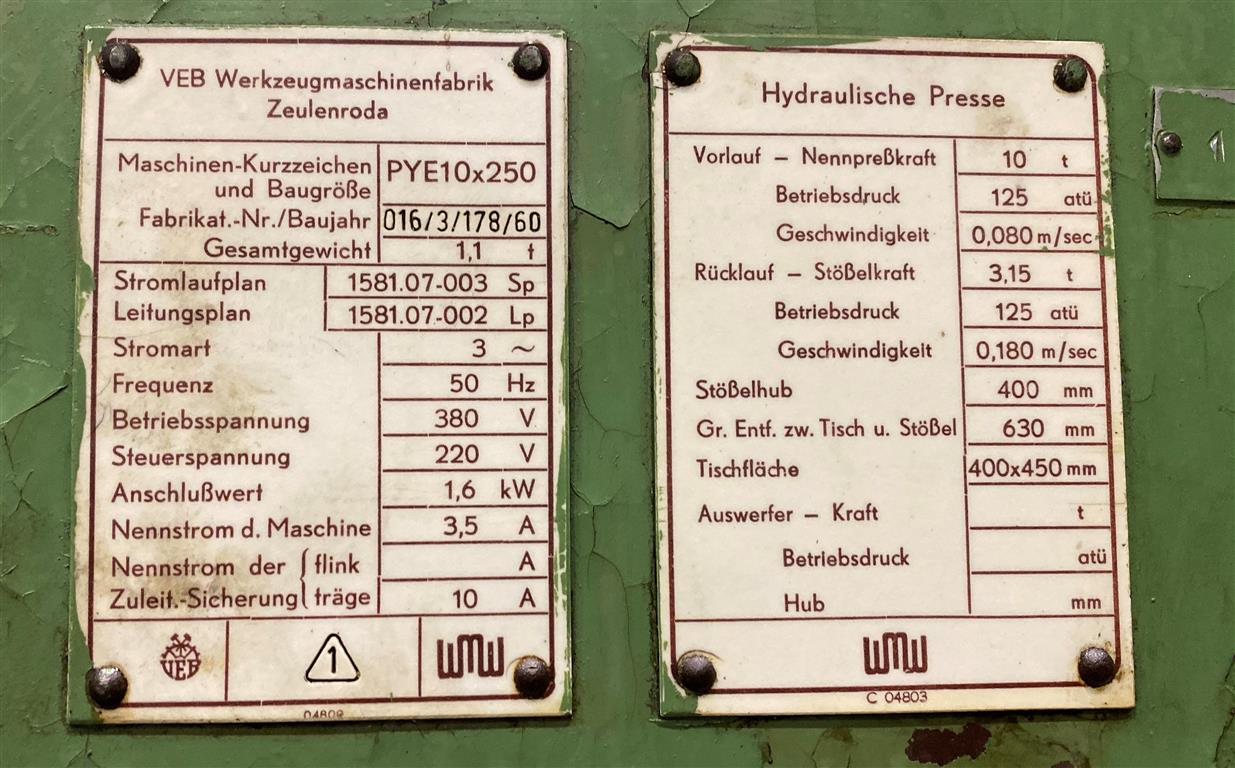 VEB Werkzeugmaschinenfabrik
Zeulenroda
Maschinen-Kurzzeichen
und Baugröße PYE10x250
Fabrikat.-Nr./Baujahr 016/3/178/60
Gesamtgewicht 1,1 t
Stromlaufplan 1581.07-003 Sp
Leitungsplan 1581.07-002 Lp
Stromart 3 ~
Frequenz 50 Hz
Betriebsspannung 380 V
Steuerspannung 220 V
Anschlußwert 1,6 kW
Nennstrom d. Maschine 3,5 A
Nennstrom der { flink A
Zuleit.-Sicherung { träge 10 A
VEB 1 WMW
04809
Hydraulische Presse
Vorlauf – Nennpreßkraft 10 t
Betriebsdruck 125 atü
Geschwindigkeit 0,080 m/sec
Rücklauf – Stößelkraft 3,15 t
Betriebsdruck 125 atü
Geschwindigkeit 0,180 m/sec
Stößelhub 400 mm
Gr. Entf. zw. Tisch u. Stößel 630 mm
Tischfläche 400x450 mm
Auswerfer – Kraft t
Betriebsdruck atü
Hub mm
WMW
C 04803